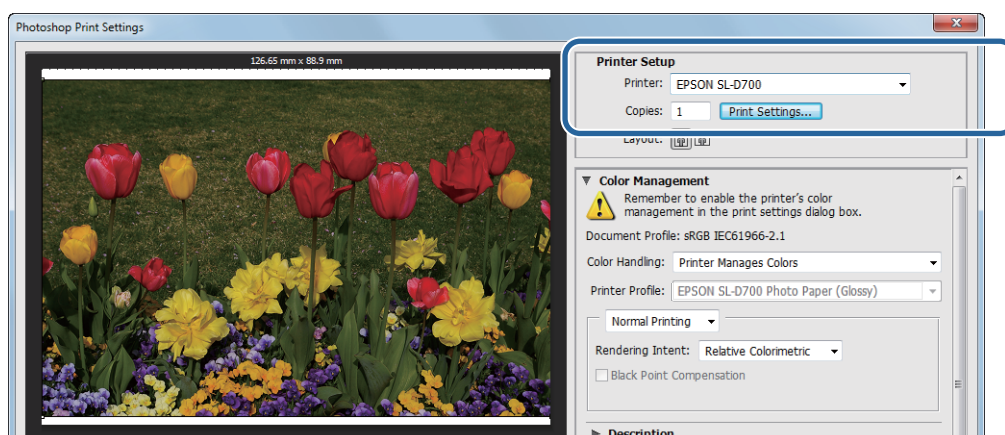 Photoshop Print Settings
126.65 mm x 88.9 mm
Printer Setup
Printer: EPSON SL-D700
Copies: 1 Print Settings...
Layout:
Color Management
Remember to enable the printer's color
management in the print settings dialog box.
Document Profile: sRGB IEC61966-2.1
Color Handling: Printer Manages Colors
Printer Profile: EPSON SL-D700 Photo Paper (Glossy)
Normal Printing
Rendering Intent: Relative Colorimetric
Black Point Compensation
Description